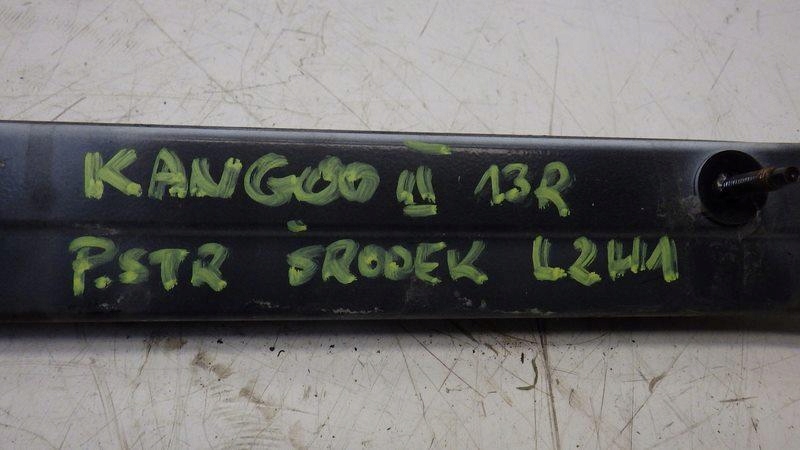 KANGOO II 13R
P.STR ŚRODEK L2H1